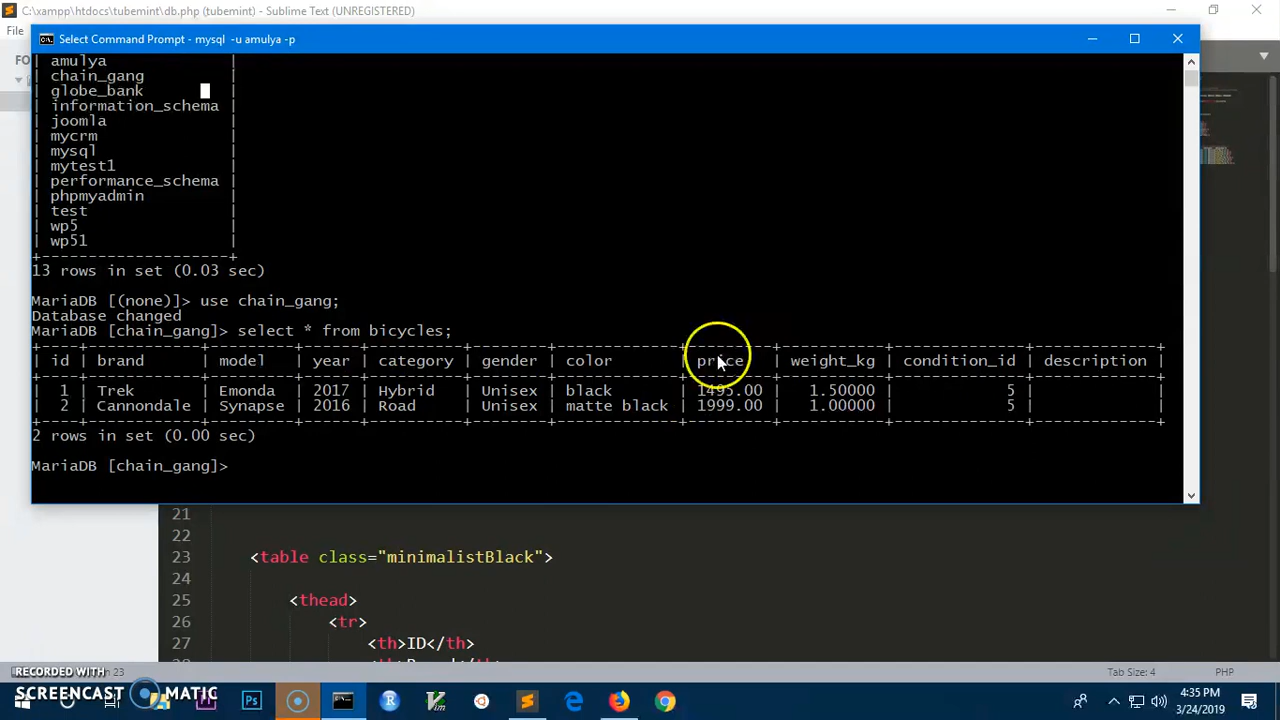 C:\xampp\htdocs\tubemint\db.php (tubemint) - Sublime Text (UNREGISTERED)
File
Select Command Prompt - mysql -u amulya -p
| amulya |
| chain_gang |
| globe_bank |
| information_schema |
| joomla |
| mycrm |
| mysql |
| mytest1 |
| performance_schema |
| phpmyadmin |
| test |
| wp5 |
| wp51 |
+--------------------+
13 rows in set (0.03 sec)
MariaDB [(none)]> use chain_gang;
Database changed
MariaDB [chain_gang]> select * from bicycles;
| id | brand | model | year | category | gender | color | price | weight_kg | condition_id | description |
| 1 | Trek | Emonda | 2017 | Hybrid | Unisex | black | 1495.00 | 1.50000 | 5 | |
| 2 | Cannondale | Synapse | 2016 | Road | Unisex | matte black | 1999.00 | 1.00000 | 5 | |
2 rows in set (0.00 sec)
MariaDB [chain_gang]>
21
22
23 <table class="minimalistBlack">
24
25 <thead>
26 <tr>
27 <th>ID</th>
Tab Size: 4 PHP
RECORDED WITH
SCREENCAST MATIC
4:35 PM
3/24/2019